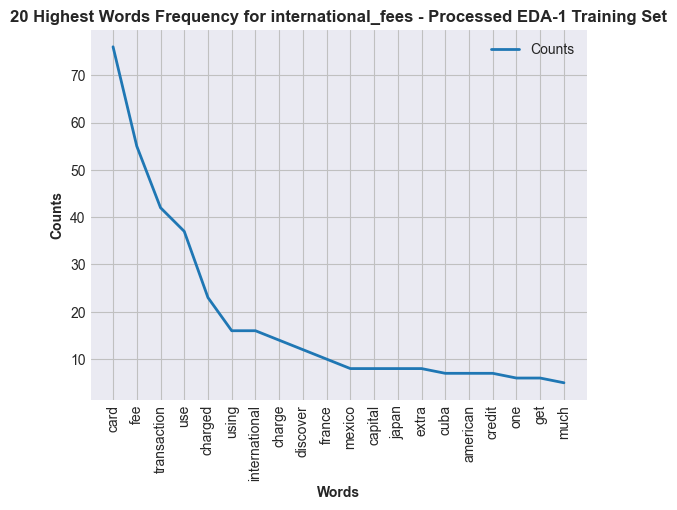 20 Highest Words Frequency for international_fees - Processed EDA-1 Training Set
Counts
70
60
50
40
30
20
10
Counts
card
fee
transaction
use
charged
using
international
charge
discover
france
mexico
capital
japan
extra
cuba
american
credit
one
get
much
Words